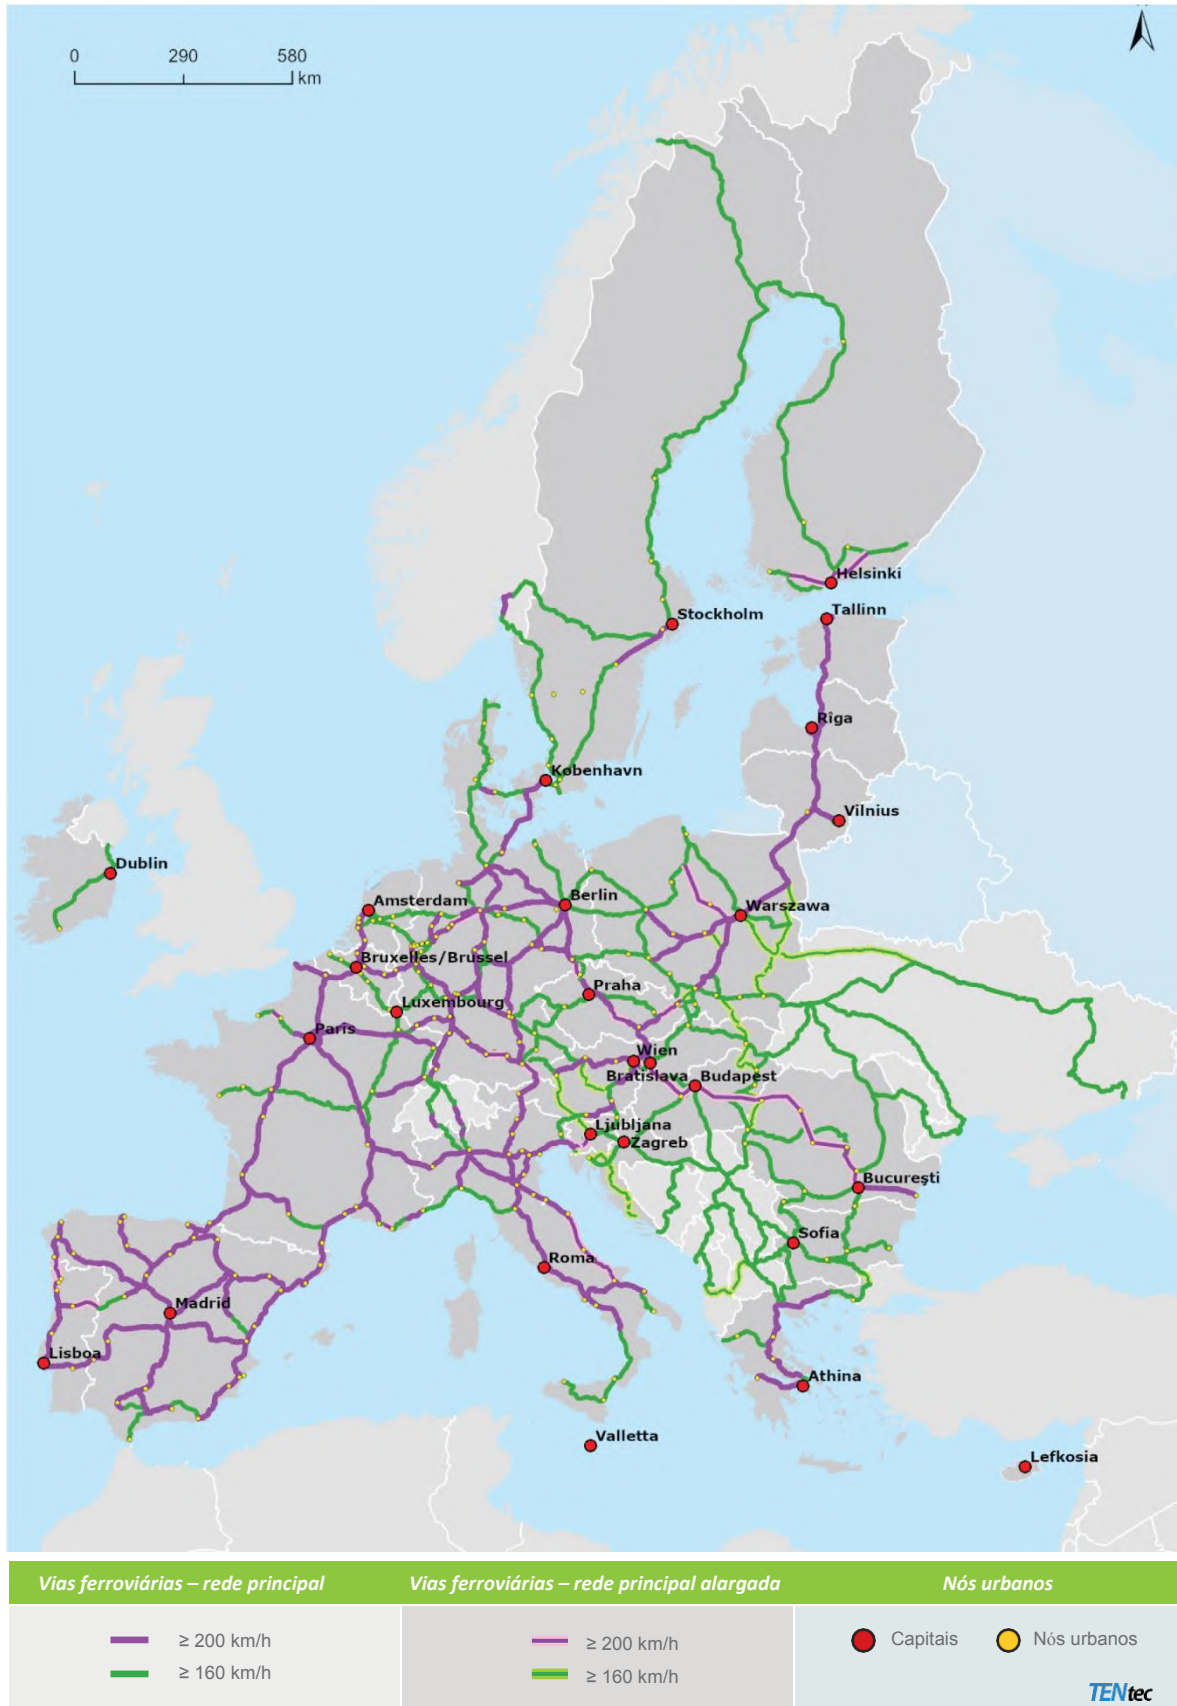 0 290 580
km
Helsinki
Tallinn
Stockholm
Rîga
København
Vilnius
Dublin
Berlin
Amsterdam
Warszawa
Bruxelles/Brussel
Praha
Luxembourg
Paris
Wien
Bratislava
Budapest
Ljubljana
Zagreb
Bucureşti
Sofia
Roma
Madrid
Lisboa
Athina
Valletta
Lefkosia
Vias ferroviárias – rede principal
Vias ferroviárias – rede principal alargada
Nós urbanos
≥ 200 km/h
≥ 160 km/h
≥ 200 km/h
≥ 160 km/h
Capitais
Nós urbanos
TENtec